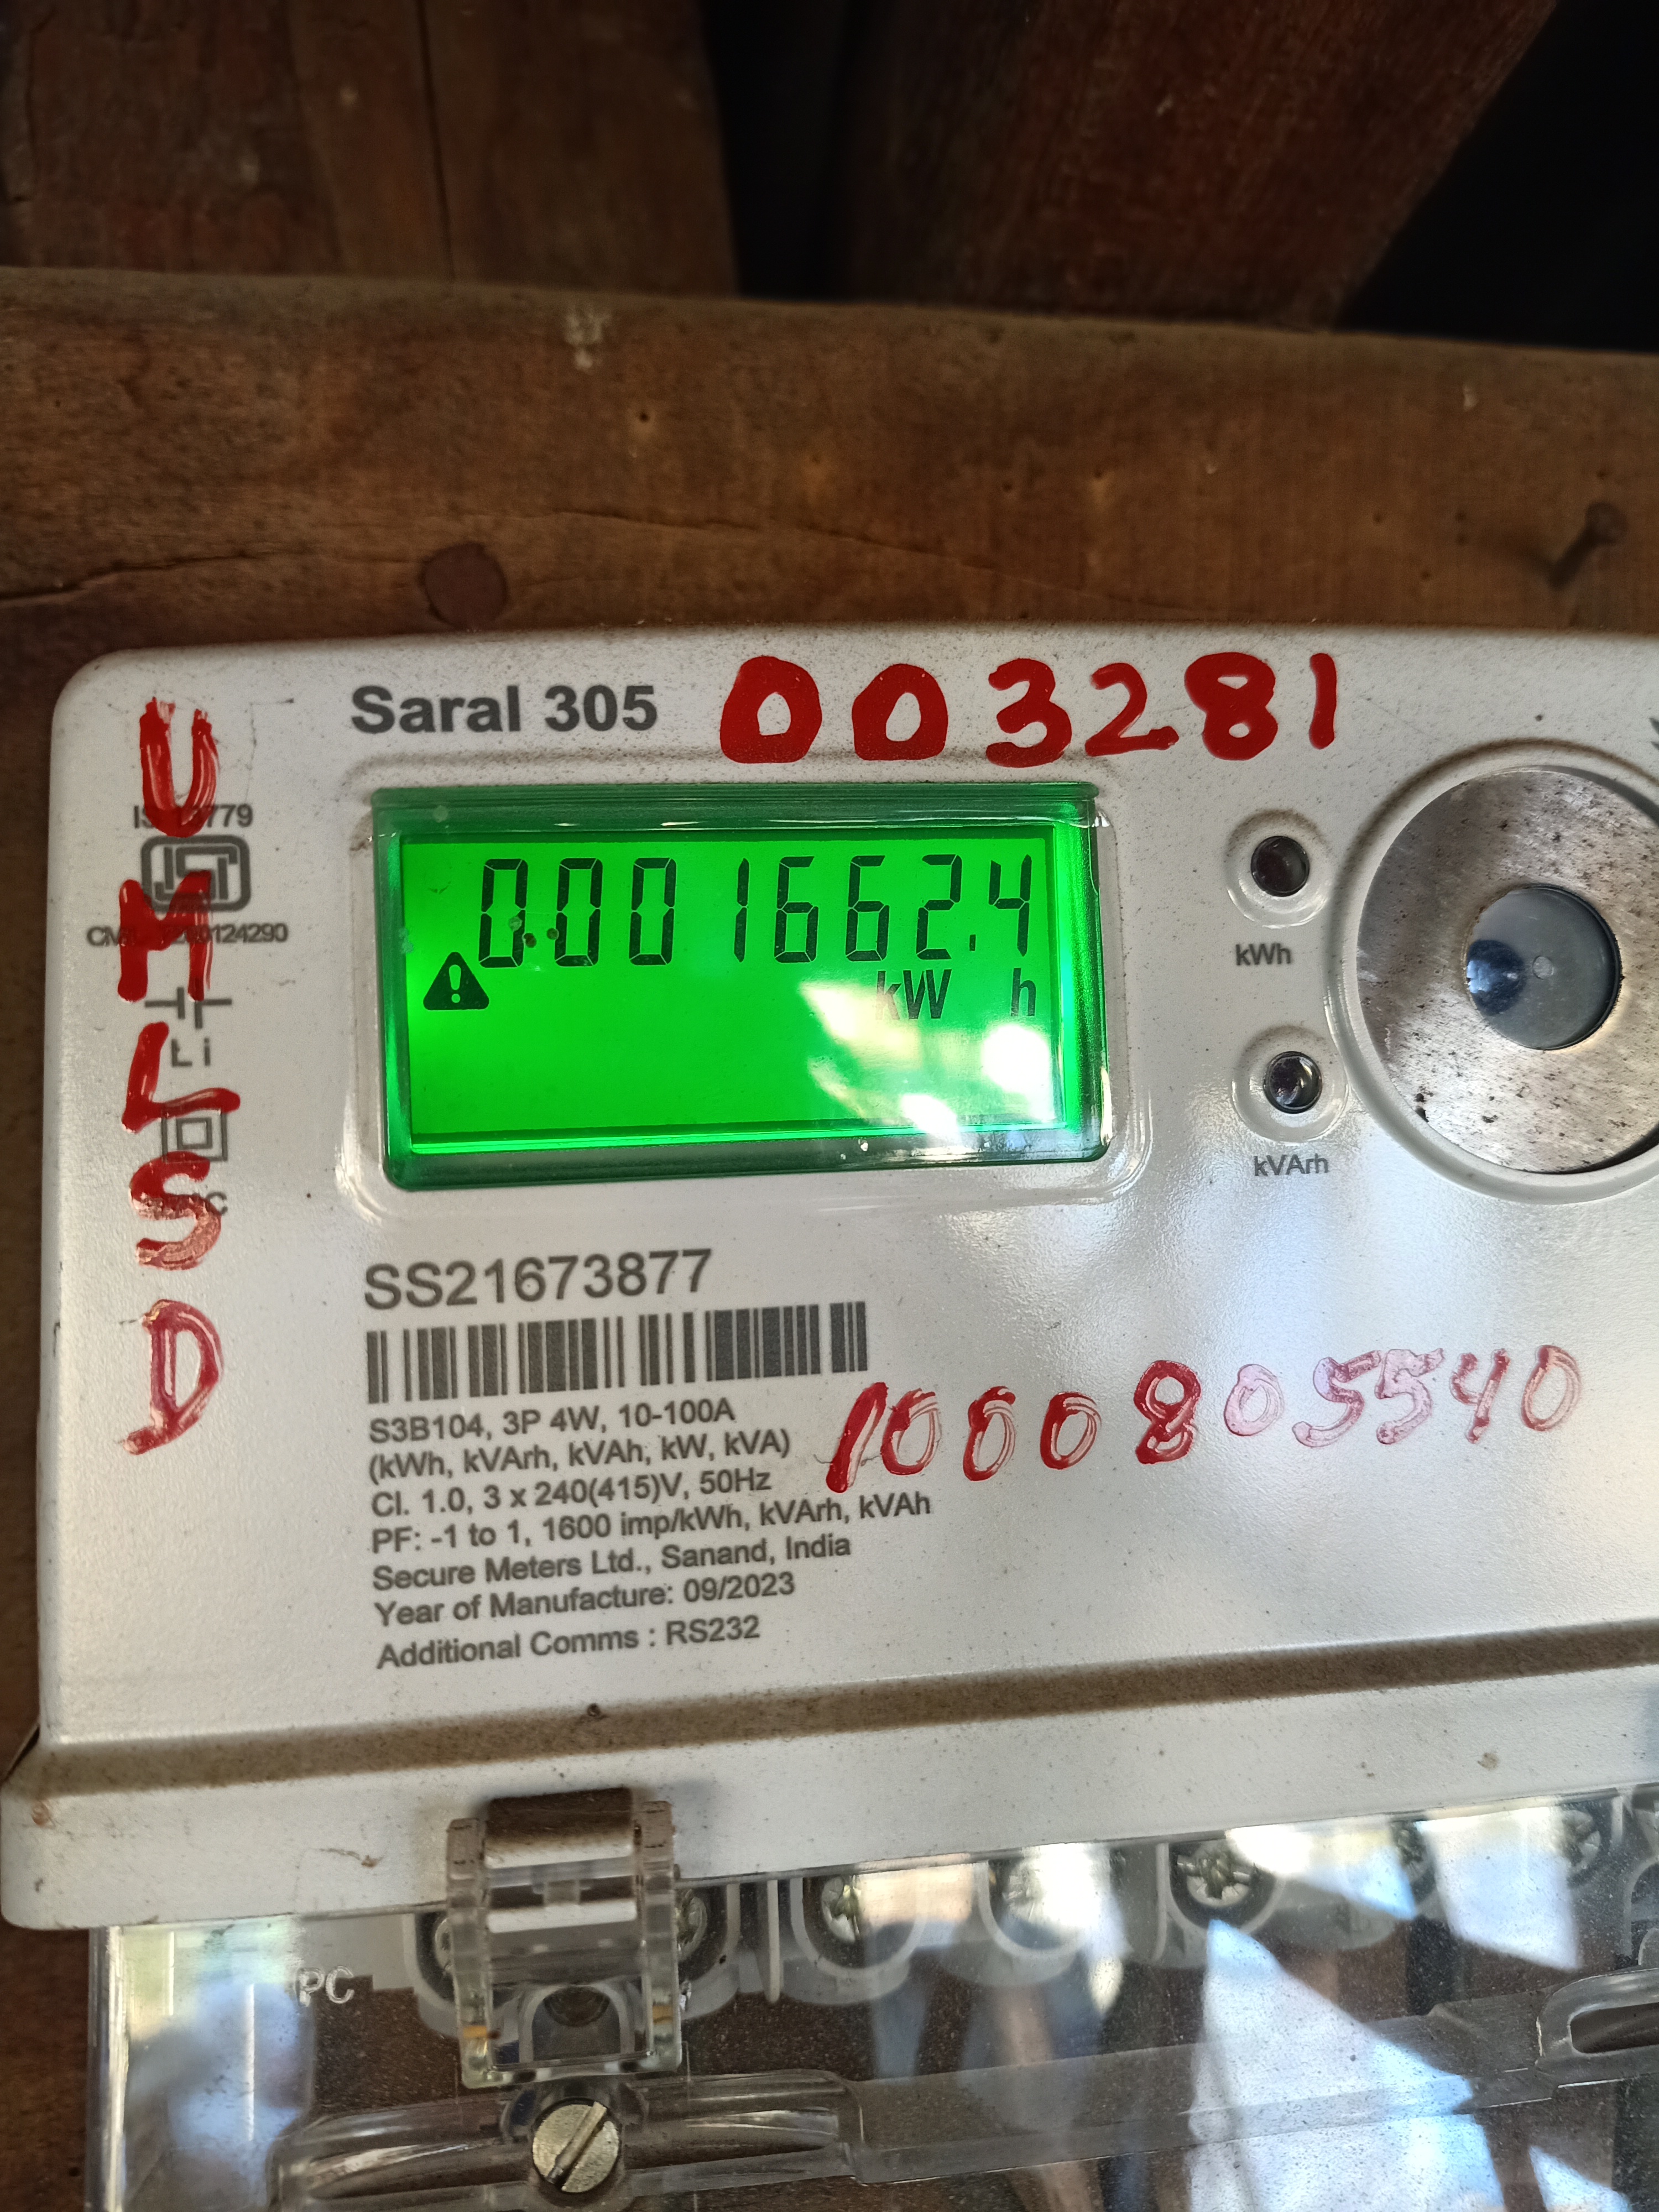 Saral 305
003281
UMLSD
0001662.4
kW h
kWh
kVArh
SS21673877
S3B104, 3P 4W, 10-100A
(kWh, kVArh, kVAh, kW, kVA)
Cl. 1.0, 3 x 240(415)V, 50Hz
PF: -1 to 1, 1600 imp/kWh, kVArh, kVAh
Secure Meters Ltd., Sanand, India
Year of Manufacture: 09/2023
Additional Comms : RS232
1000805540
PC